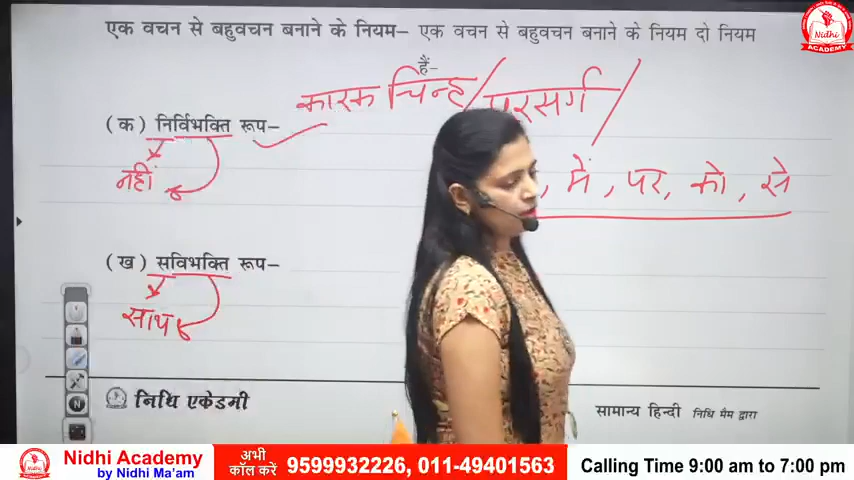 एक वचन से बहुवचन बनाने के नियम– एक वचन से बहुवचन बनाने के नियम दो नियम
हैं–
कारक चिन्ह / परसर्ग /
(क) निर्विभक्ति रूप–
नहीं
, में, पर, को, से
(ख) सविभक्ति रूप–
साथ
निधि एकेडमी
सामान्य हिन्दी निधि मैम द्वारा
N
Nidhi
ACADEMY
Nidhi Academy
by Nidhi Ma'am
अभी
कॉल करें
9599932226, 011-49401563
Calling Time 9:00 am to 7:00 pm